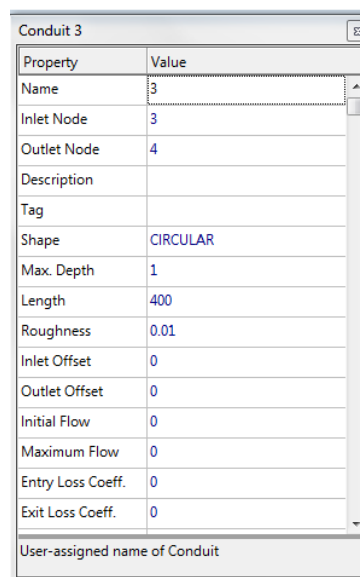 Conduit 3
Property Value
Name 3
Inlet Node 3
Outlet Node 4
Description
Tag
Shape CIRCULAR
Max. Depth 1
Length 400
Roughness 0.01
Inlet Offset 0
Outlet Offset 0
Initial Flow 0
Maximum Flow 0
Entry Loss Coeff. 0
Exit Loss Coeff. 0
User-assigned name of Conduit